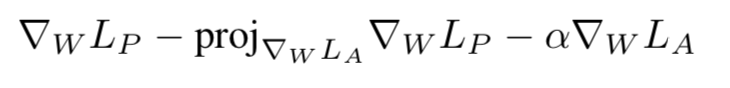 ∇_W L_P − proj_{∇_W L_A} ∇_W L_P − α∇_W L_A